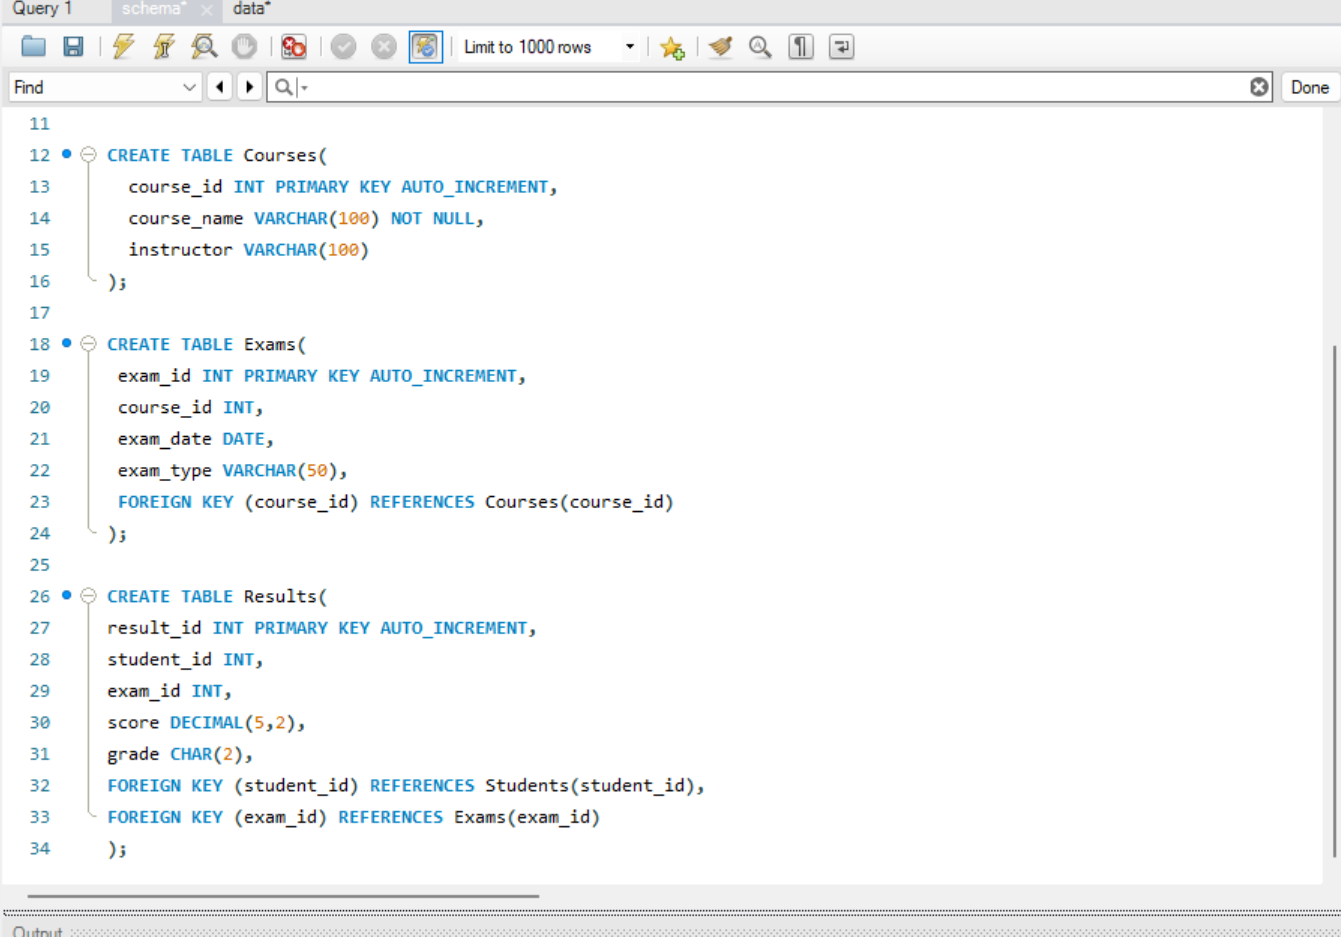 Query 1 schema* data*
Limit to 1000 rows
Find Done
11
12 CREATE TABLE Courses(
13 course_id INT PRIMARY KEY AUTO_INCREMENT,
14 course_name VARCHAR(100) NOT NULL,
15 instructor VARCHAR(100)
16 );
17
18 CREATE TABLE Exams(
19 exam_id INT PRIMARY KEY AUTO_INCREMENT,
20 course_id INT,
21 exam_date DATE,
22 exam_type VARCHAR(50),
23 FOREIGN KEY (course_id) REFERENCES Courses(course_id)
24 );
25
26 CREATE TABLE Results(
27 result_id INT PRIMARY KEY AUTO_INCREMENT,
28 student_id INT,
29 exam_id INT,
30 score DECIMAL(5,2),
31 grade CHAR(2),
32 FOREIGN KEY (student_id) REFERENCES Students(student_id),
33 FOREIGN KEY (exam_id) REFERENCES Exams(exam_id)
34 );
Output